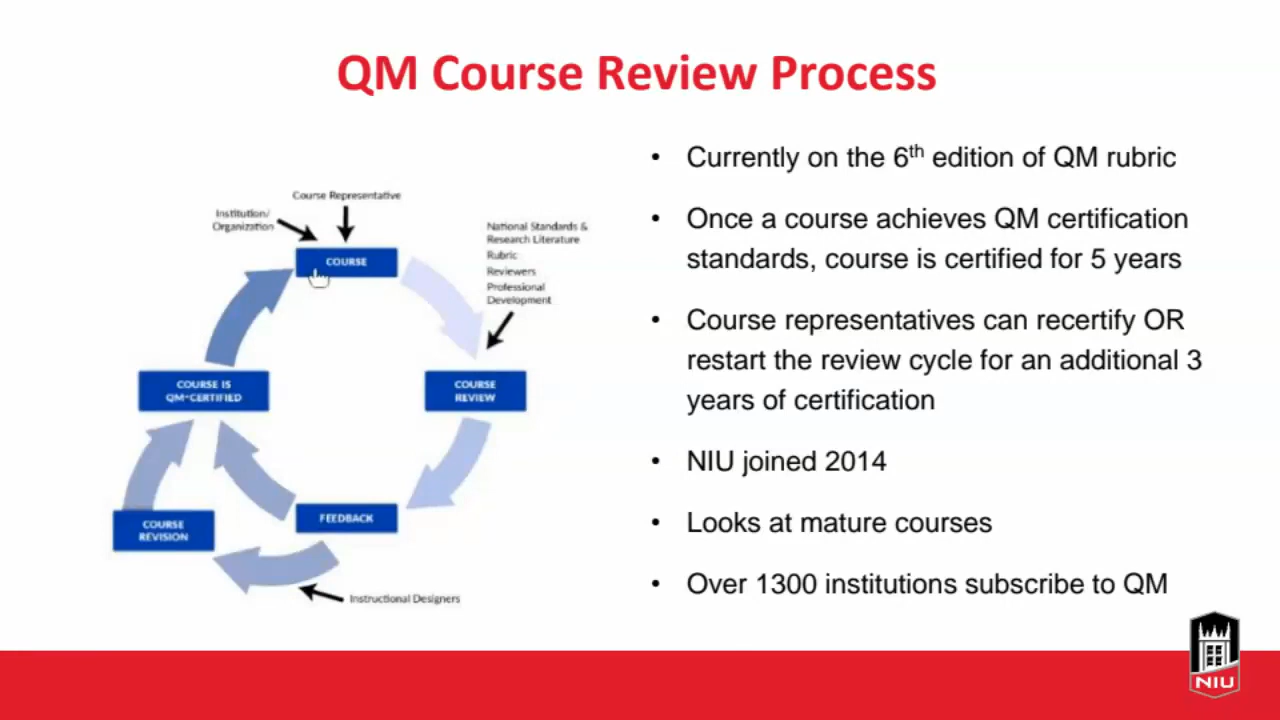 QM Course Review Process
Course Representative
Institution/
Organization
COURSE
National Standards &
Research Literature
Rubric
Reviewers
Professional
Development
COURSE IS
QM-CERTIFIED
COURSE
REVIEW
FEEDBACK
COURSE
REVISION
Instructional Designers
• Currently on the 6th edition of QM rubric
• Once a course achieves QM certification
standards, course is certified for 5 years
• Course representatives can recertify OR
restart the review cycle for an additional 3
years of certification
• NIU joined 2014
• Looks at mature courses
• Over 1300 institutions subscribe to QM
NIU